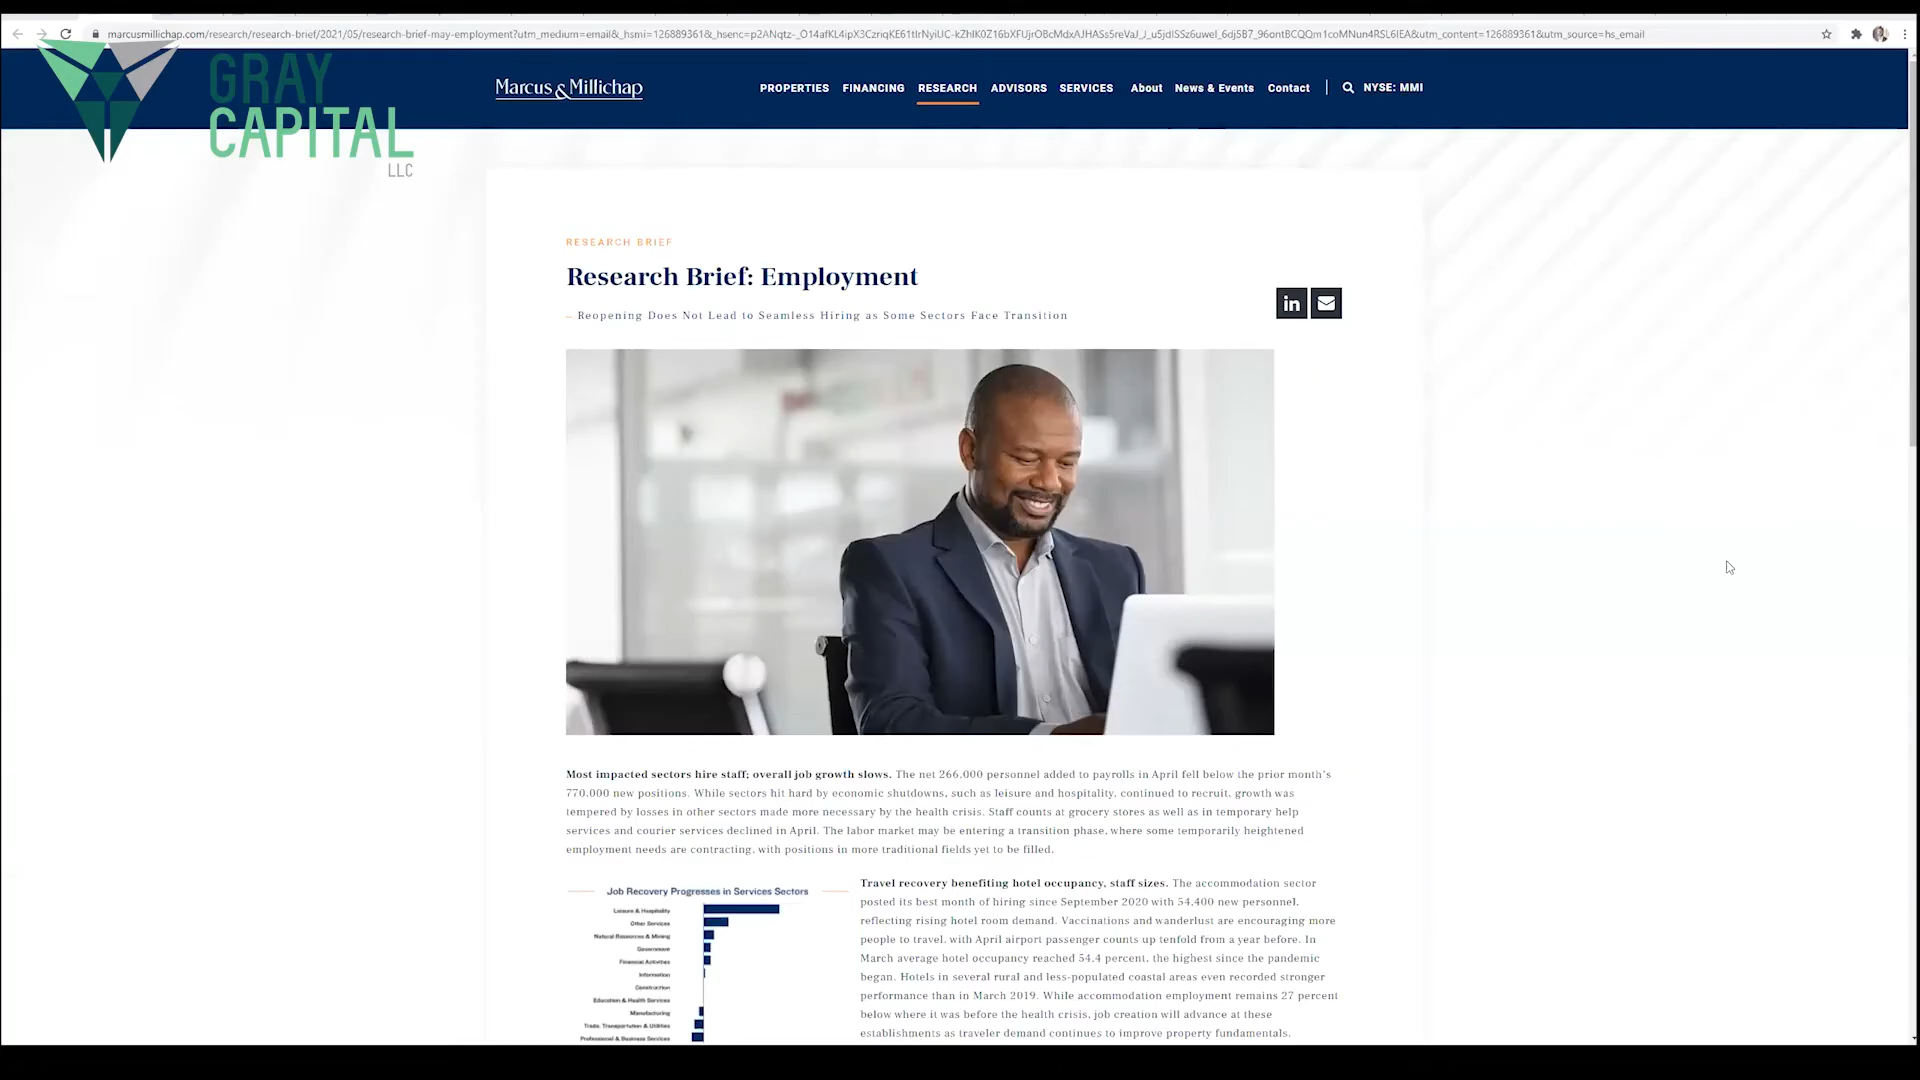 marcusmillichap.com/research/research-brief/2021/05/research-brief-may-employment?utm_medium=email&_hsmi=126889361&
GRAY
CAPITAL
LLC
Marcus & Millichap
PROPERTIES FINANCING RESEARCH ADVISORS SERVICES About News & Events Contact NYSE: MMI
RESEARCH BRIEF
Research Brief: Employment
– Reopening Does Not Lead to Seamless Hiring as Some Sectors Face Transition
in
Most impacted sectors hire staff; overall job growth slows. The net 266,000 personnel added to payrolls in April fell below the prior month's
770,000 new positions. While sectors hit hard by economic shutdowns, such as leisure and hospitality, continued to recruit, growth was
tempered by losses in other sectors made more necessary by the health crisis. Staff counts at grocery stores as well as in temporary help
services and courier services declined in April. The labor market may be entering a transition phase, where some temporarily heightened
employment needs are contracting, with positions in more traditional fields yet to be filled.
Job Recovery Progresses in Services Sectors
Leisure & Hospitality
Other Services
Natural Resources & Mining
Government
Financial Activities
Information
Construction
Education & Health Services
Manufacturing
Trade, Transportation & Utilities
Professional & Business Services
Travel recovery benefiting hotel occupancy, staff sizes. The accommodation sector
posted its best month of hiring since September 2020 with 54,400 new personnel,
reflecting rising hotel room demand. Vaccinations and wanderlust are encouraging more
people to travel, with April airport passenger counts up tenfold from a year before. In
March average hotel occupancy reached 54.4 percent, the highest since the pandemic
began. Hotels in several rural and less-populated coastal areas even recorded stronger
performance than in March 2019. While accommodation employment remains 27 percent
below where it was before the health crisis, job creation will advance at these
establishments as traveler demand continues to improve property fundamentals.